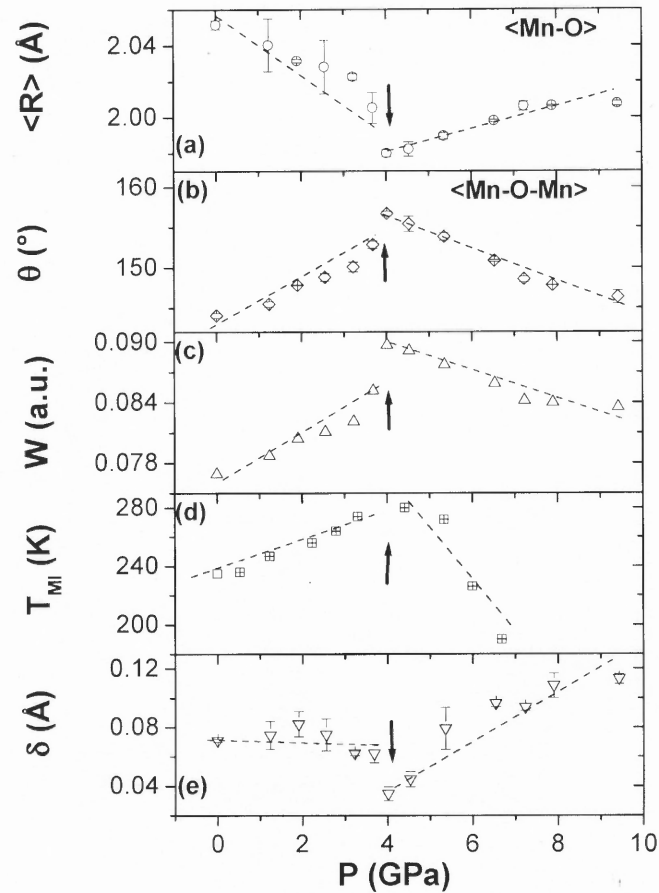 <R> (Å)
2.04
2.00
<Mn-O>
(a)
θ (°)
160
150
(b)
<Mn-O-Mn>
W (a.u.)
0.090
0.084
0.078
(c)
T_MI (K)
280
240
200
(d)
δ (Å)
0.12
0.08
0.04
(e)
0 2 4 6 8 10
P (GPa)